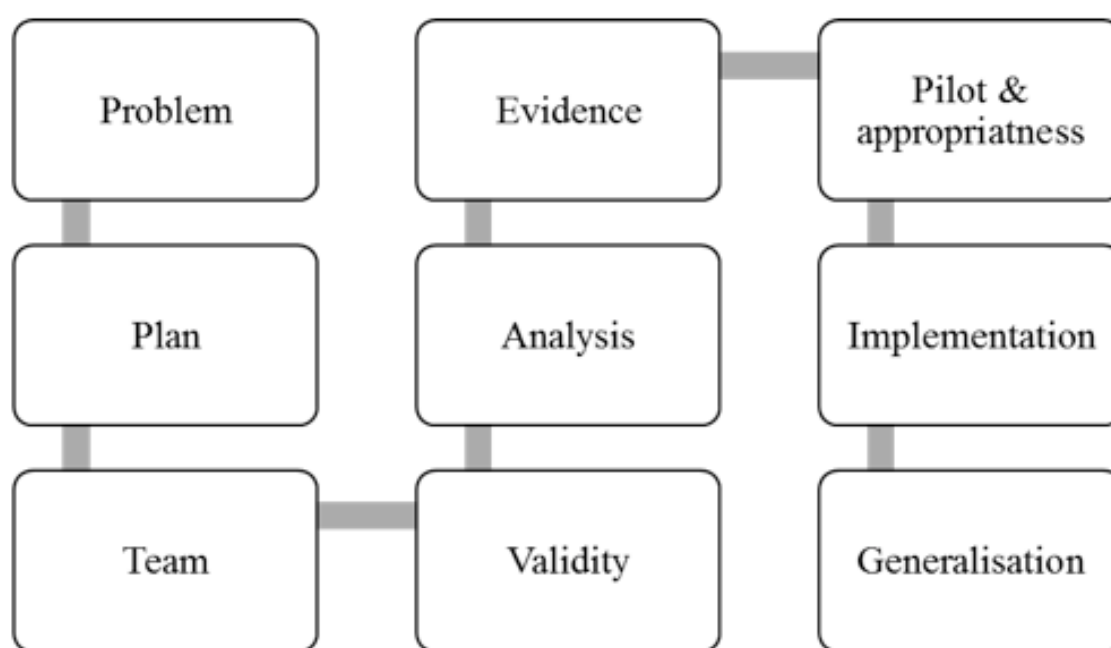 Problem
Plan
Team
Validity
Analysis
Evidence
Pilot &
appropriatness
Implementation
Generalisation